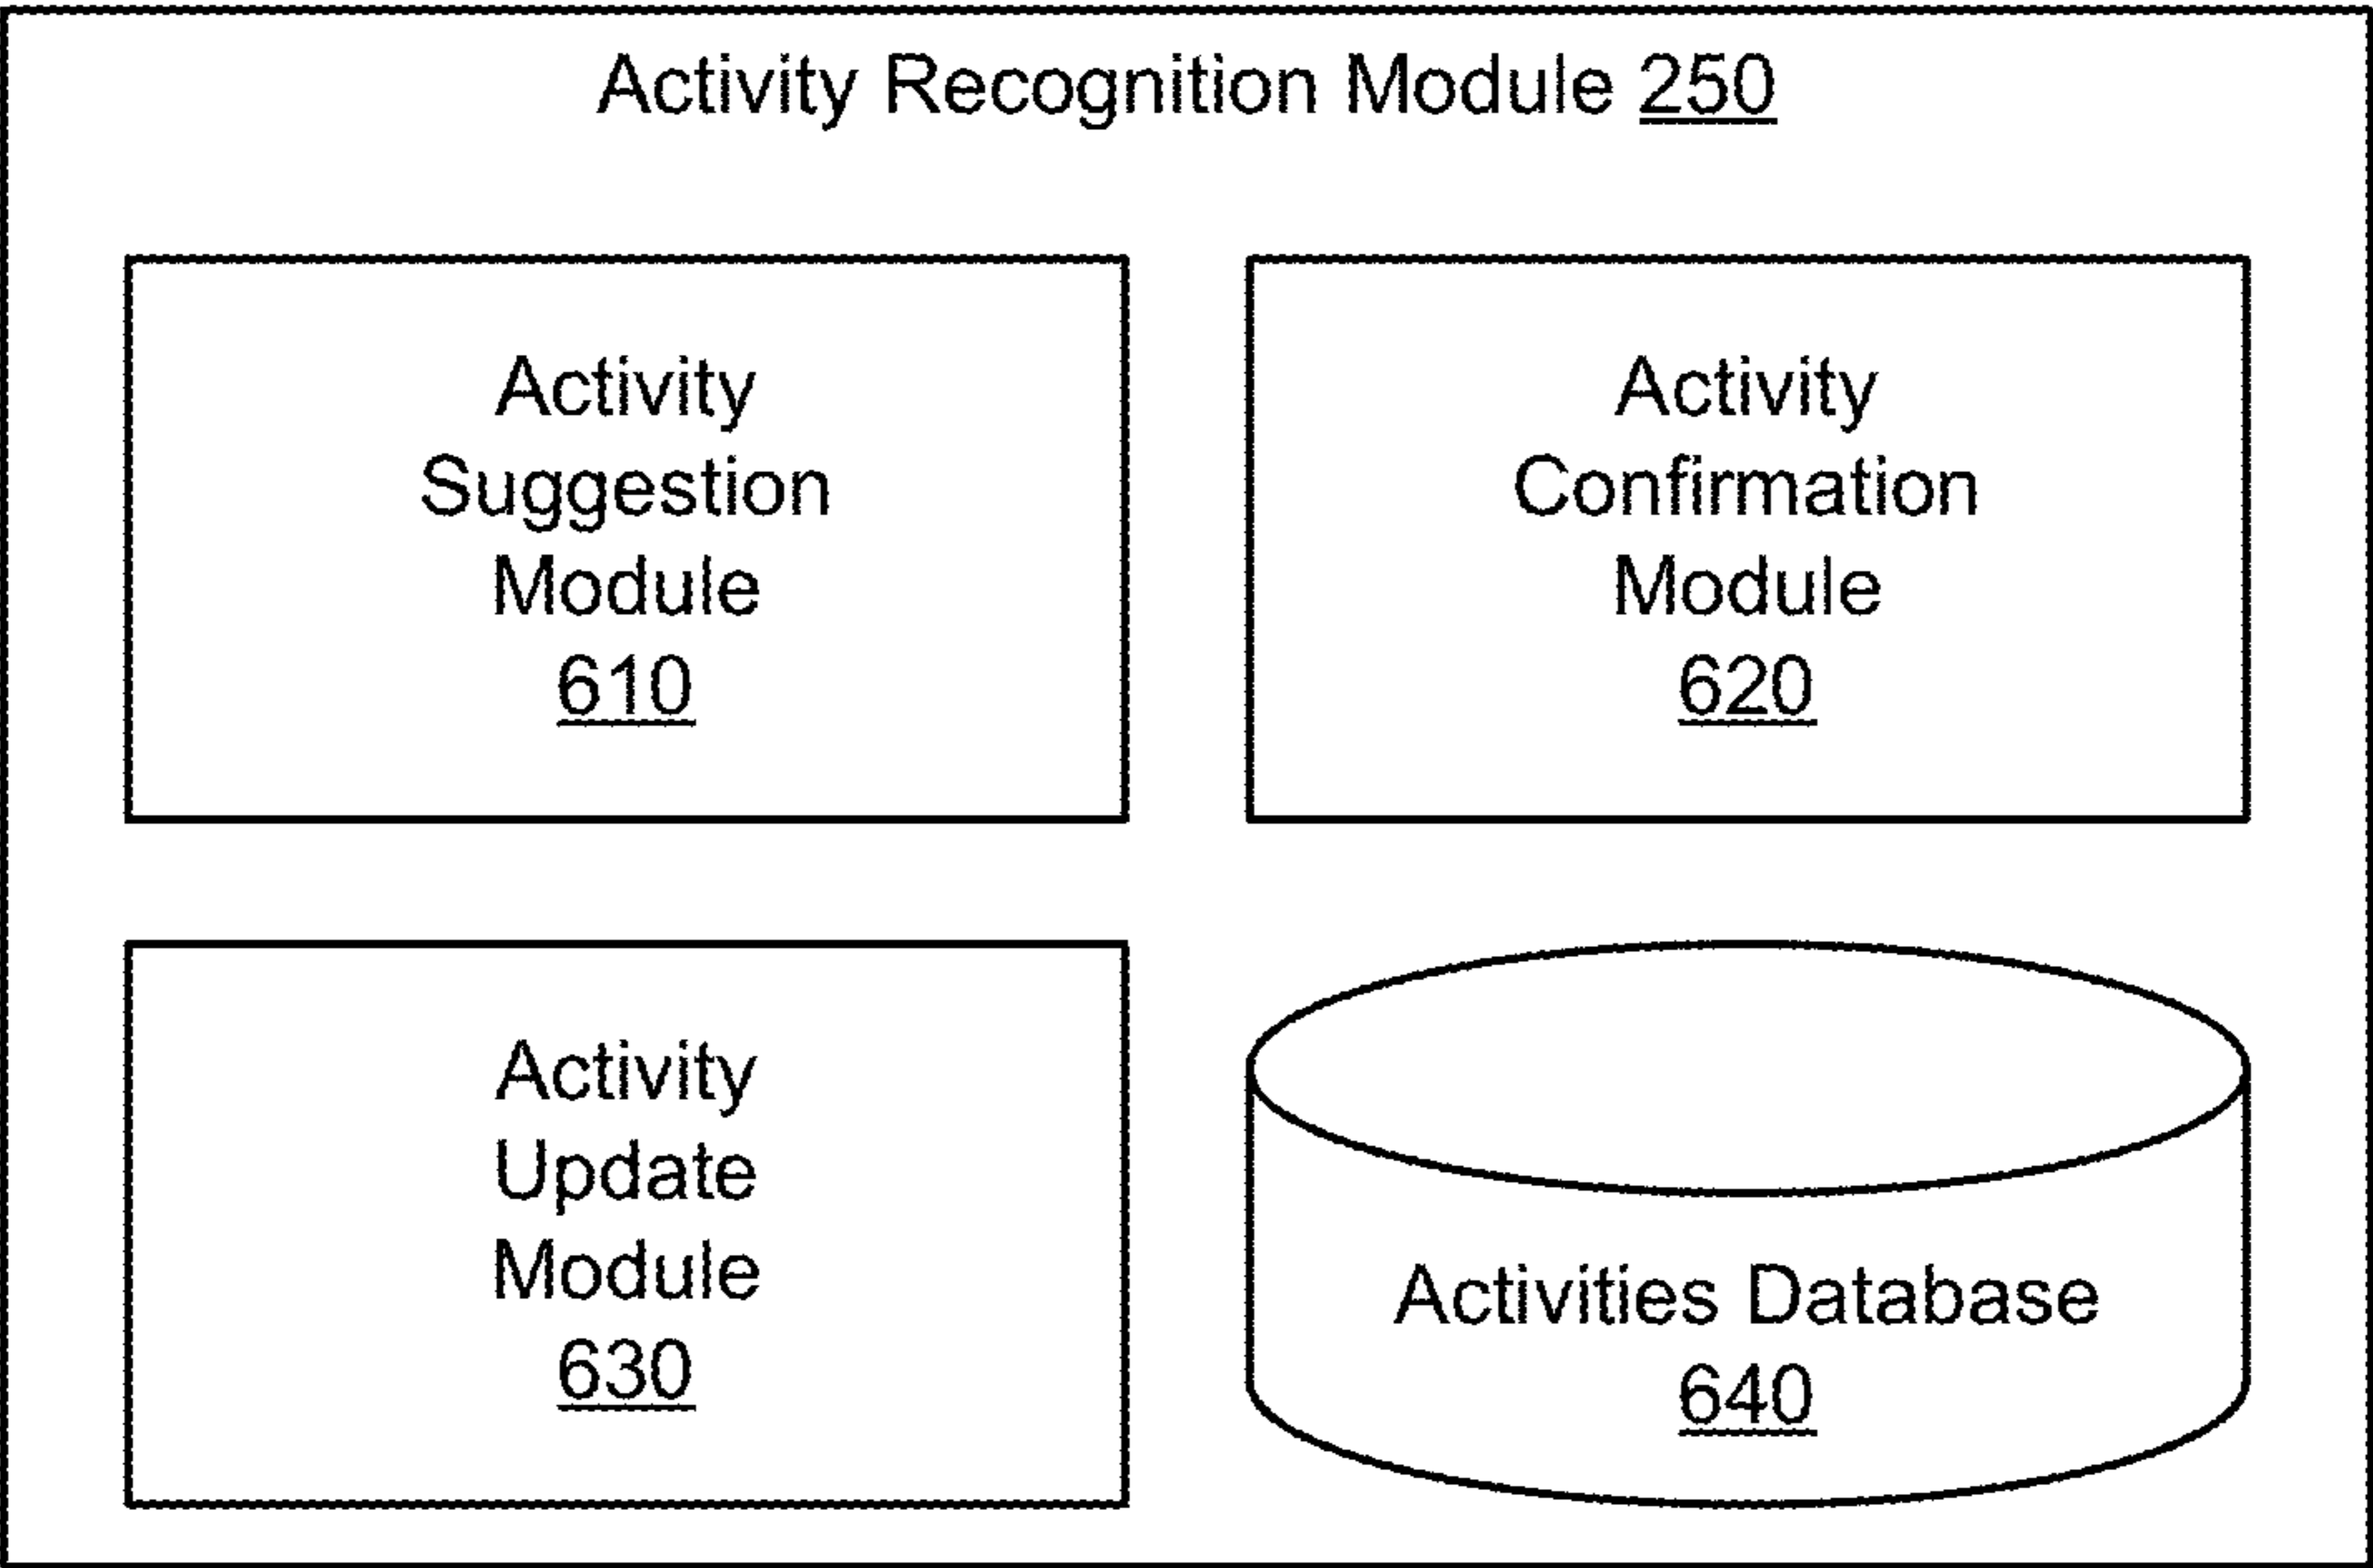 Activity Recognition Module 250
Activity
Suggestion
Module
610
Activity
Confirmation
Module
620
Activity
Update
Module
630
Activities Database
640